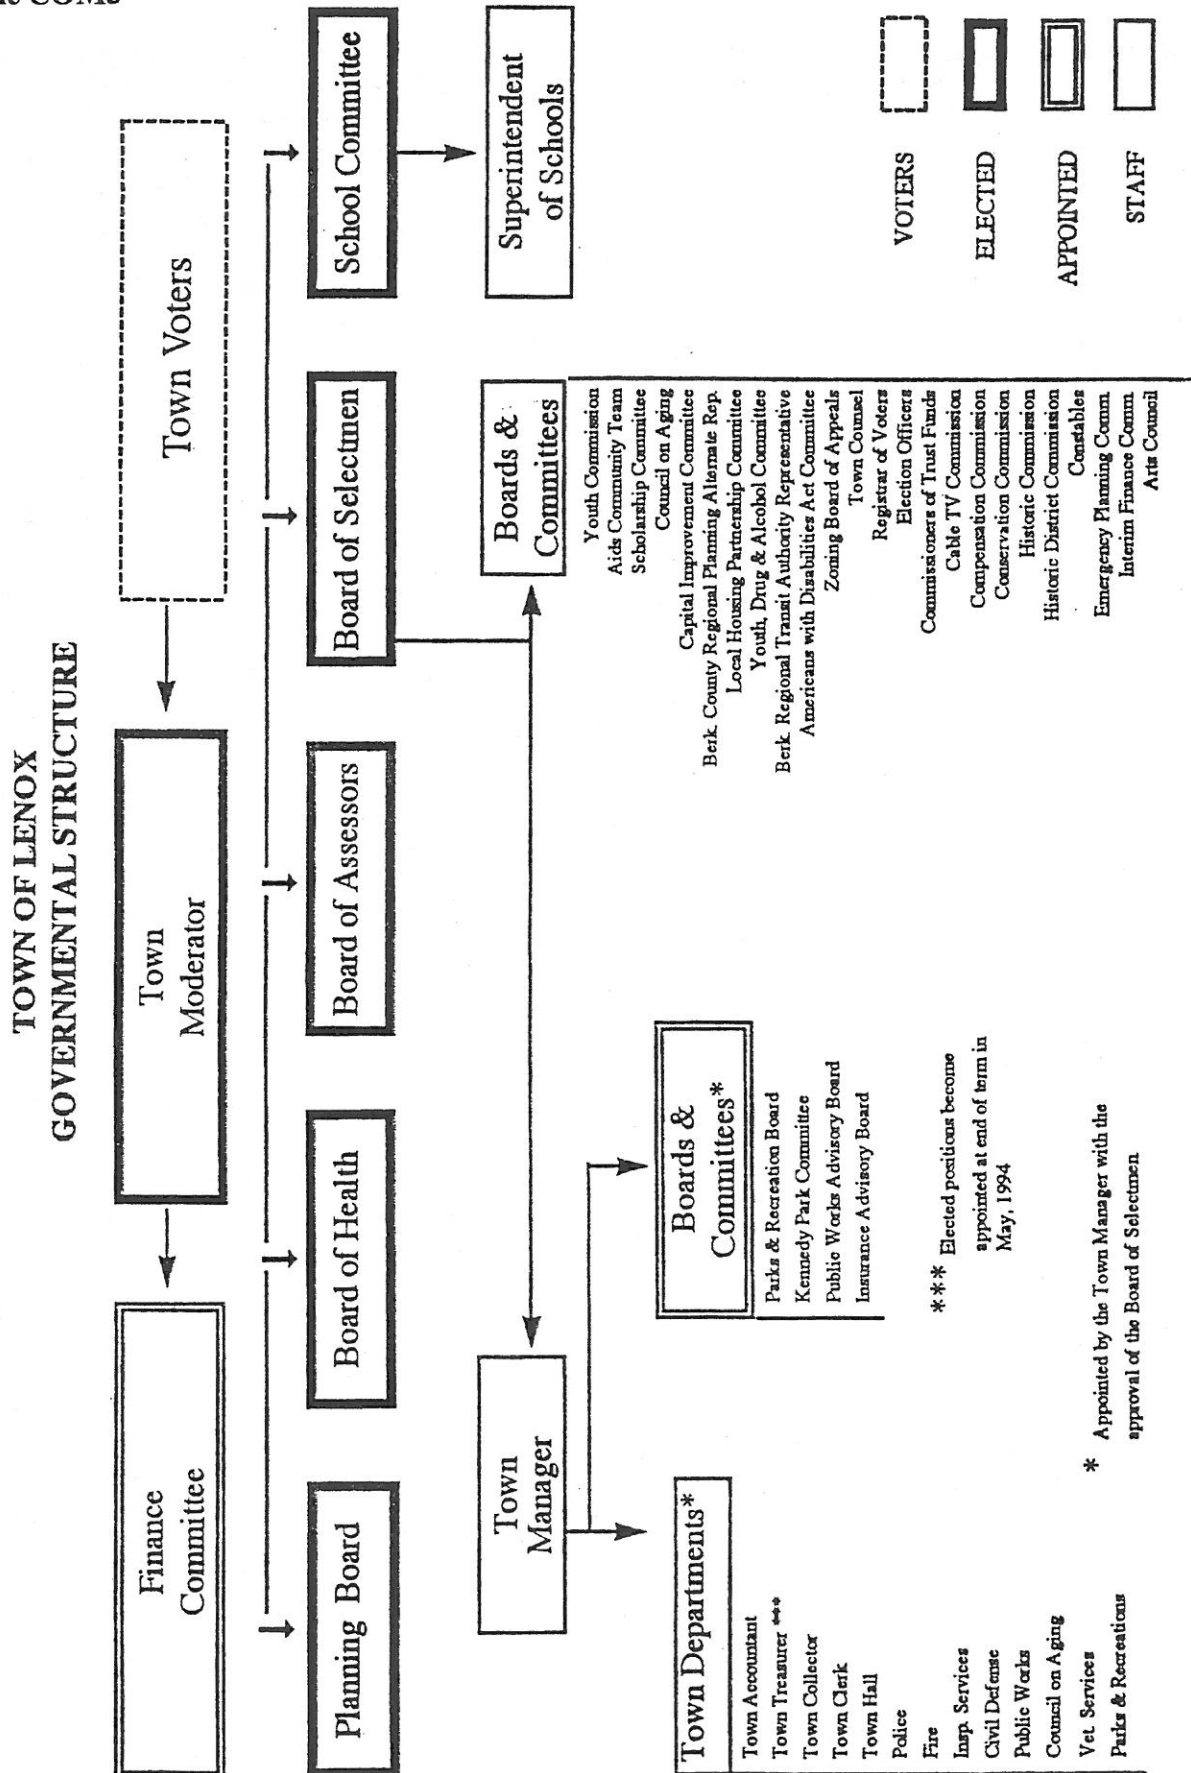 TOWN OF LENOX
GOVERNMENTAL STRUCTURE
Finance
Committee
Town
Moderator
Town Voters
Planning Board
Board of Health
Board of Assessors
Board of Selectmen
School Committee
Town
Manager
Boards &
Committees
Superintendent
of Schools
Town Departments*
Town Accountant
Town Treasurer ***
Town Collector
Town Clerk
Town Hall
Police
Fire
Insp. Services
Civil Defense
Public Works
Council on Aging
Vet. Services
Parks & Recreations
Boards &
Committees*
Parks & Recreation Board
Kennedy Park Committee
Public Works Advisory Board
Insurance Advisory Board
*** Elected positions become
appointed at end of term in
May, 1994
* Appointed by the Town Manager with the
approval of the Board of Selectmen
Youth Commission
Aids Community Team
Scholarship Committee
Council on Aging
Capital Improvement Committee
Berk. County Regional Planning Alternate Rep.
Local Housing Partnership Committee
Youth, Drug & Alcohol Committee
Berk. Regional Transit Authority Representative
Americans with Disabilities Act Committee
Zoning Board of Appeals
Town Counsel
Registrar of Voters
Election Officers
Commissioners of Trust Funds
Cable TV Commission
Compensation Commission
Conservation Commission
Historic Commission
Historic District Commission
Constables
Emergency Planning Comm.
Interim Finance Comm
Arts Council
VOTERS
ELECTED
APPOINTED
STAFF